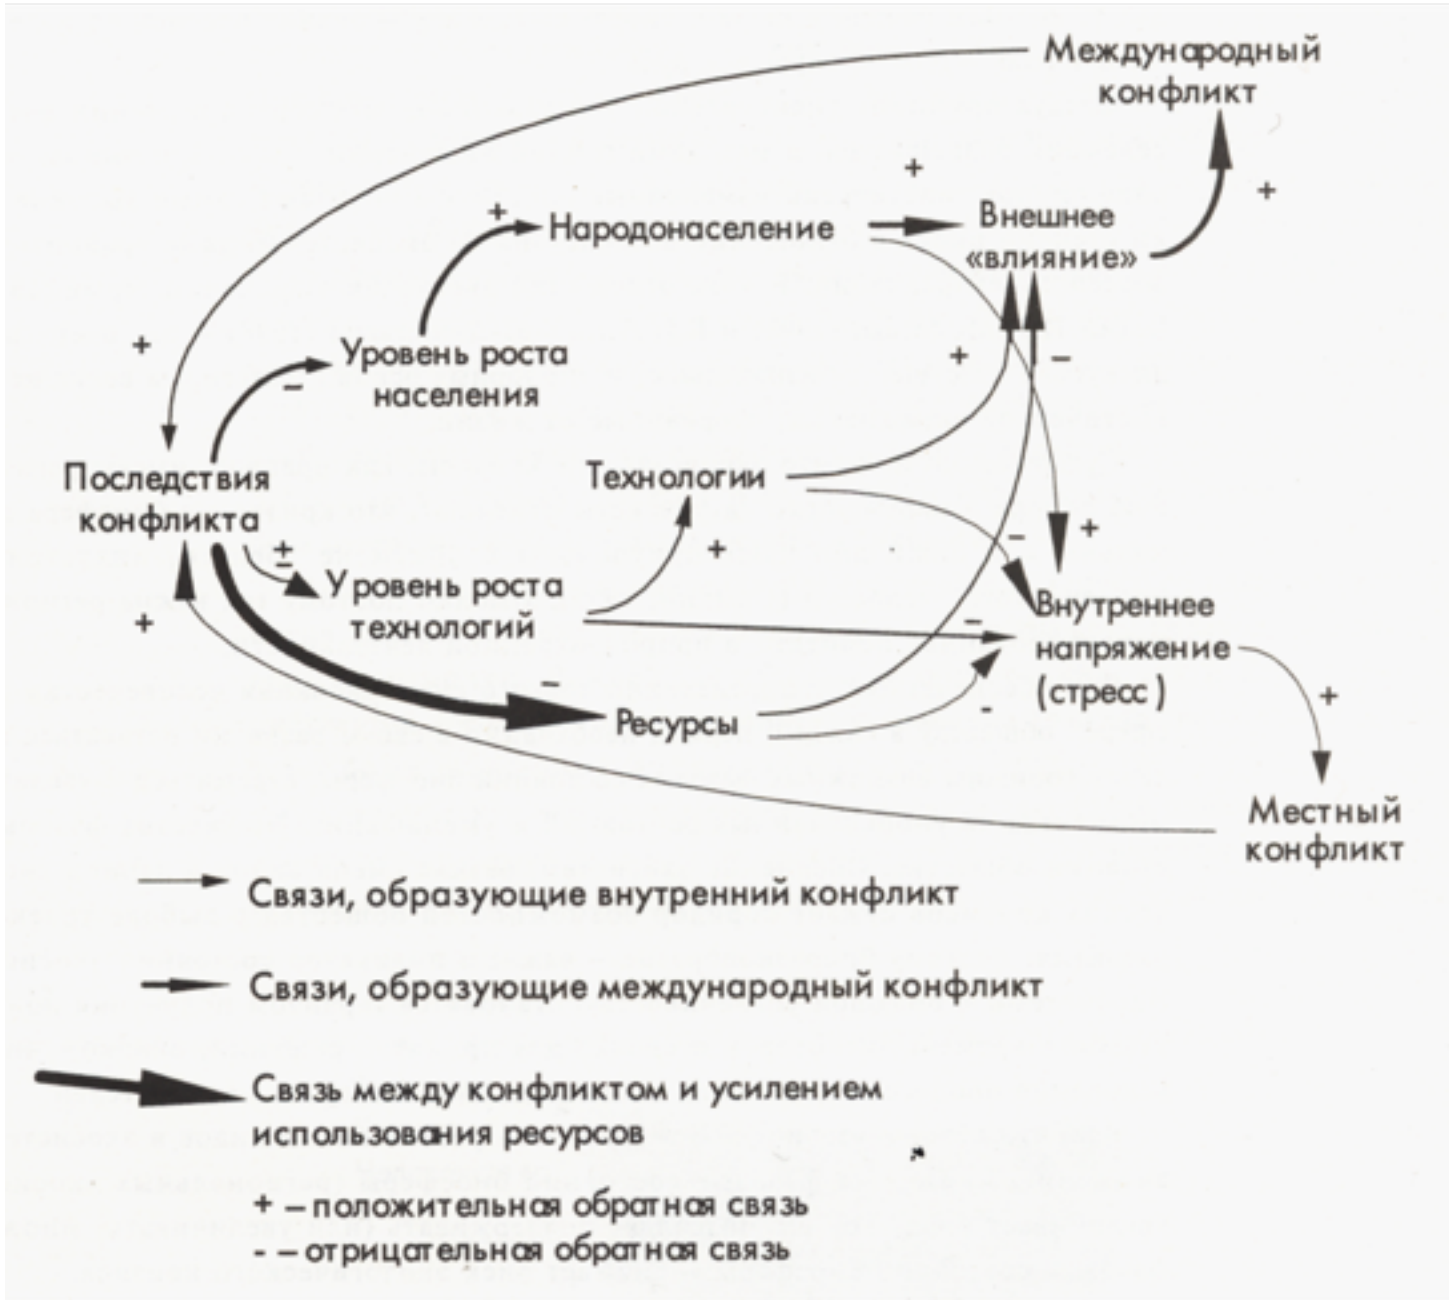 Международный
конфликт
+
+
+
Внешнее
«влияние»
+
Народонаселение
+
Уровень роста
населения
–
+
–
Последствия
конфликта
Технологии
+
±
–
+
–
+
Уровень роста
технологий
–
Внутреннее
напряжение
(стресс)
–
-
+
Ресурсы
Местный
конфликт
Связи, образующие внутренний конфликт
Связи, образующие международный конфликт
Связь между конфликтом и усилением
использования ресурсов
+ – положительная обратная связь
- – отрицательная обратная связь